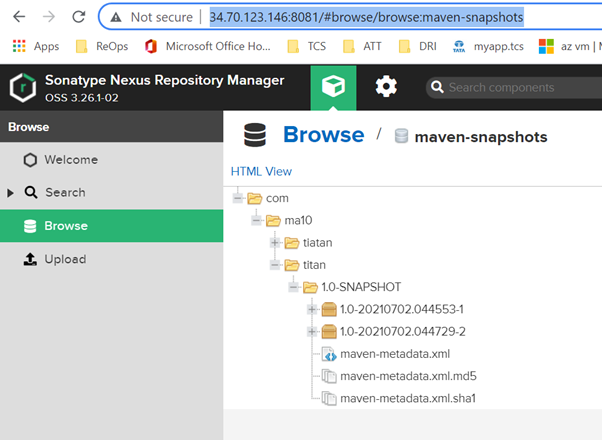 Not secure | 34.70.123.146:8081/#browse/browse:maven-snapshots
Apps ReOps Microsoft Office Ho... TCS ATT DRI TATA myapp.tcs az vm | M
Sonatype Nexus Repository Manager
OSS 3.26.1-02
Search components
Browse
Browse / maven-snapshots
Welcome
HTML View
Search
com
Browse
ma10
Upload
tiatan
titan
1.0-SNAPSHOT
1.0-20210702.044553-1
1.0-20210702.044729-2
maven-metadata.xml
maven-metadata.xml.md5
maven-metadata.xml.sha1